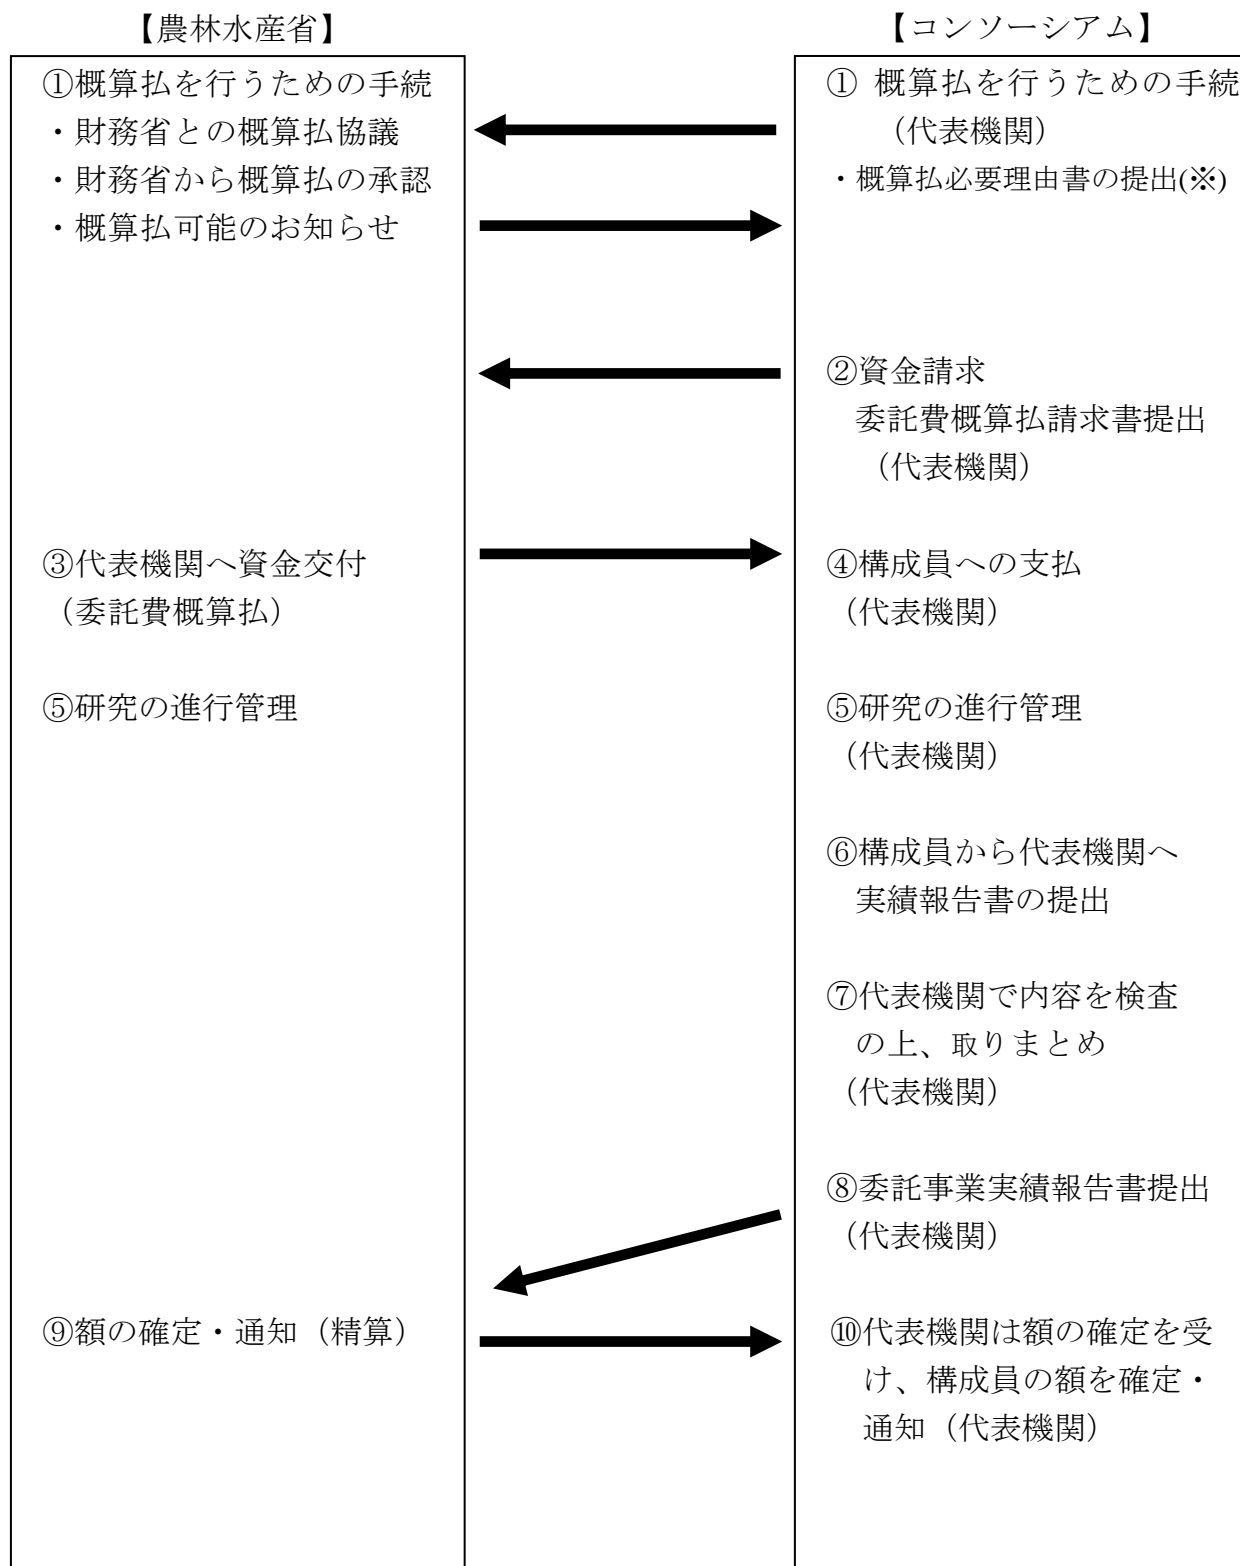 【農林水産省】
①概算払を行うための手続
・財務省との概算払協議
・財務省から概算払の承認
・概算払可能のお知らせ
③代表機関へ資金交付
（委託費概算払）
⑤研究の進行管理
⑨額の確定・通知（精算）
【コンソーシアム】
① 概算払を行うための手続
（代表機関）
・概算払必要理由書の提出(※)
②資金請求
委託費概算払請求書提出
（代表機関）
④構成員への支払
（代表機関）
⑤研究の進行管理
（代表機関）
⑥構成員から代表機関へ
実績報告書の提出
⑦代表機関で内容を検査
の上、取りまとめ
（代表機関）
⑧委託事業実績報告書提出
（代表機関）
⑩代表機関は額の確定を受
け、構成員の額を確定・
通知（代表機関）